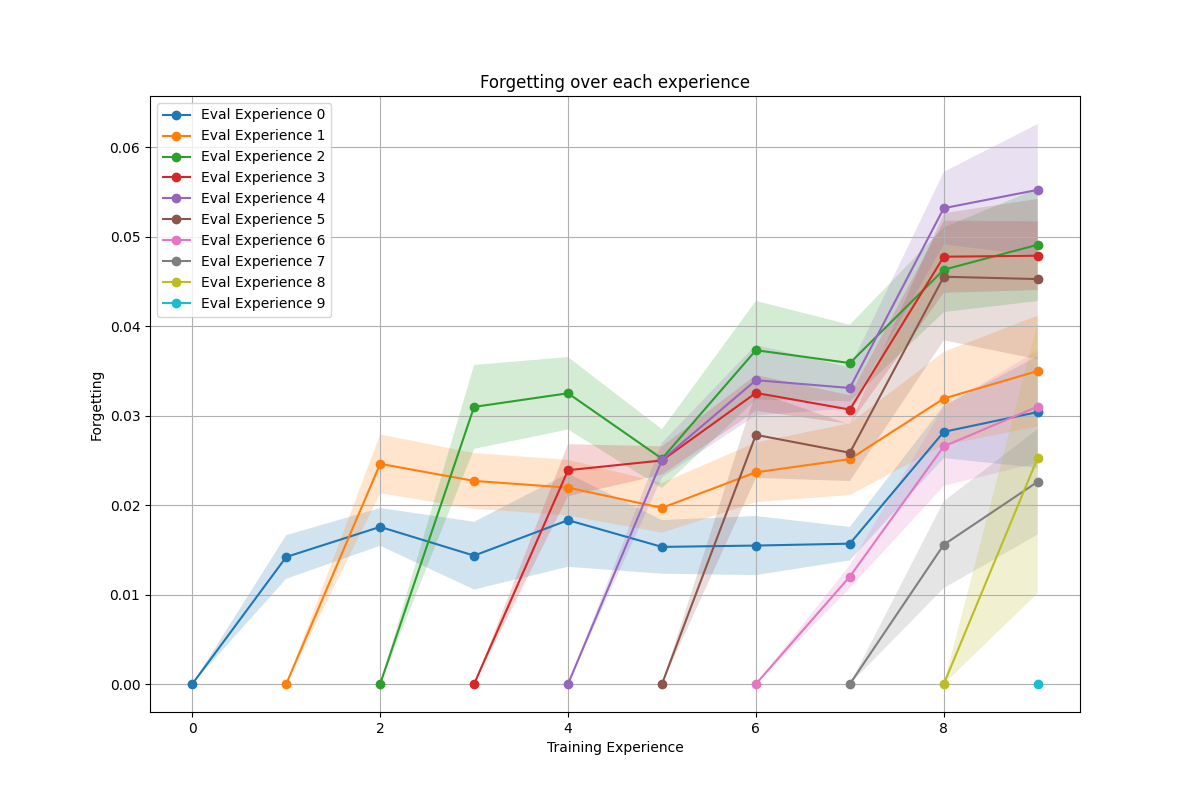 Forgetting over each experience
Eval Experience 0
Eval Experience 1
Eval Experience 2
Eval Experience 3
Eval Experience 4
Eval Experience 5
Eval Experience 6
Eval Experience 7
Eval Experience 8
Eval Experience 9
Forgetting
0.06
0.05
0.04
0.03
0.02
0.01
0.00
0 2 4 6 8
Training Experience